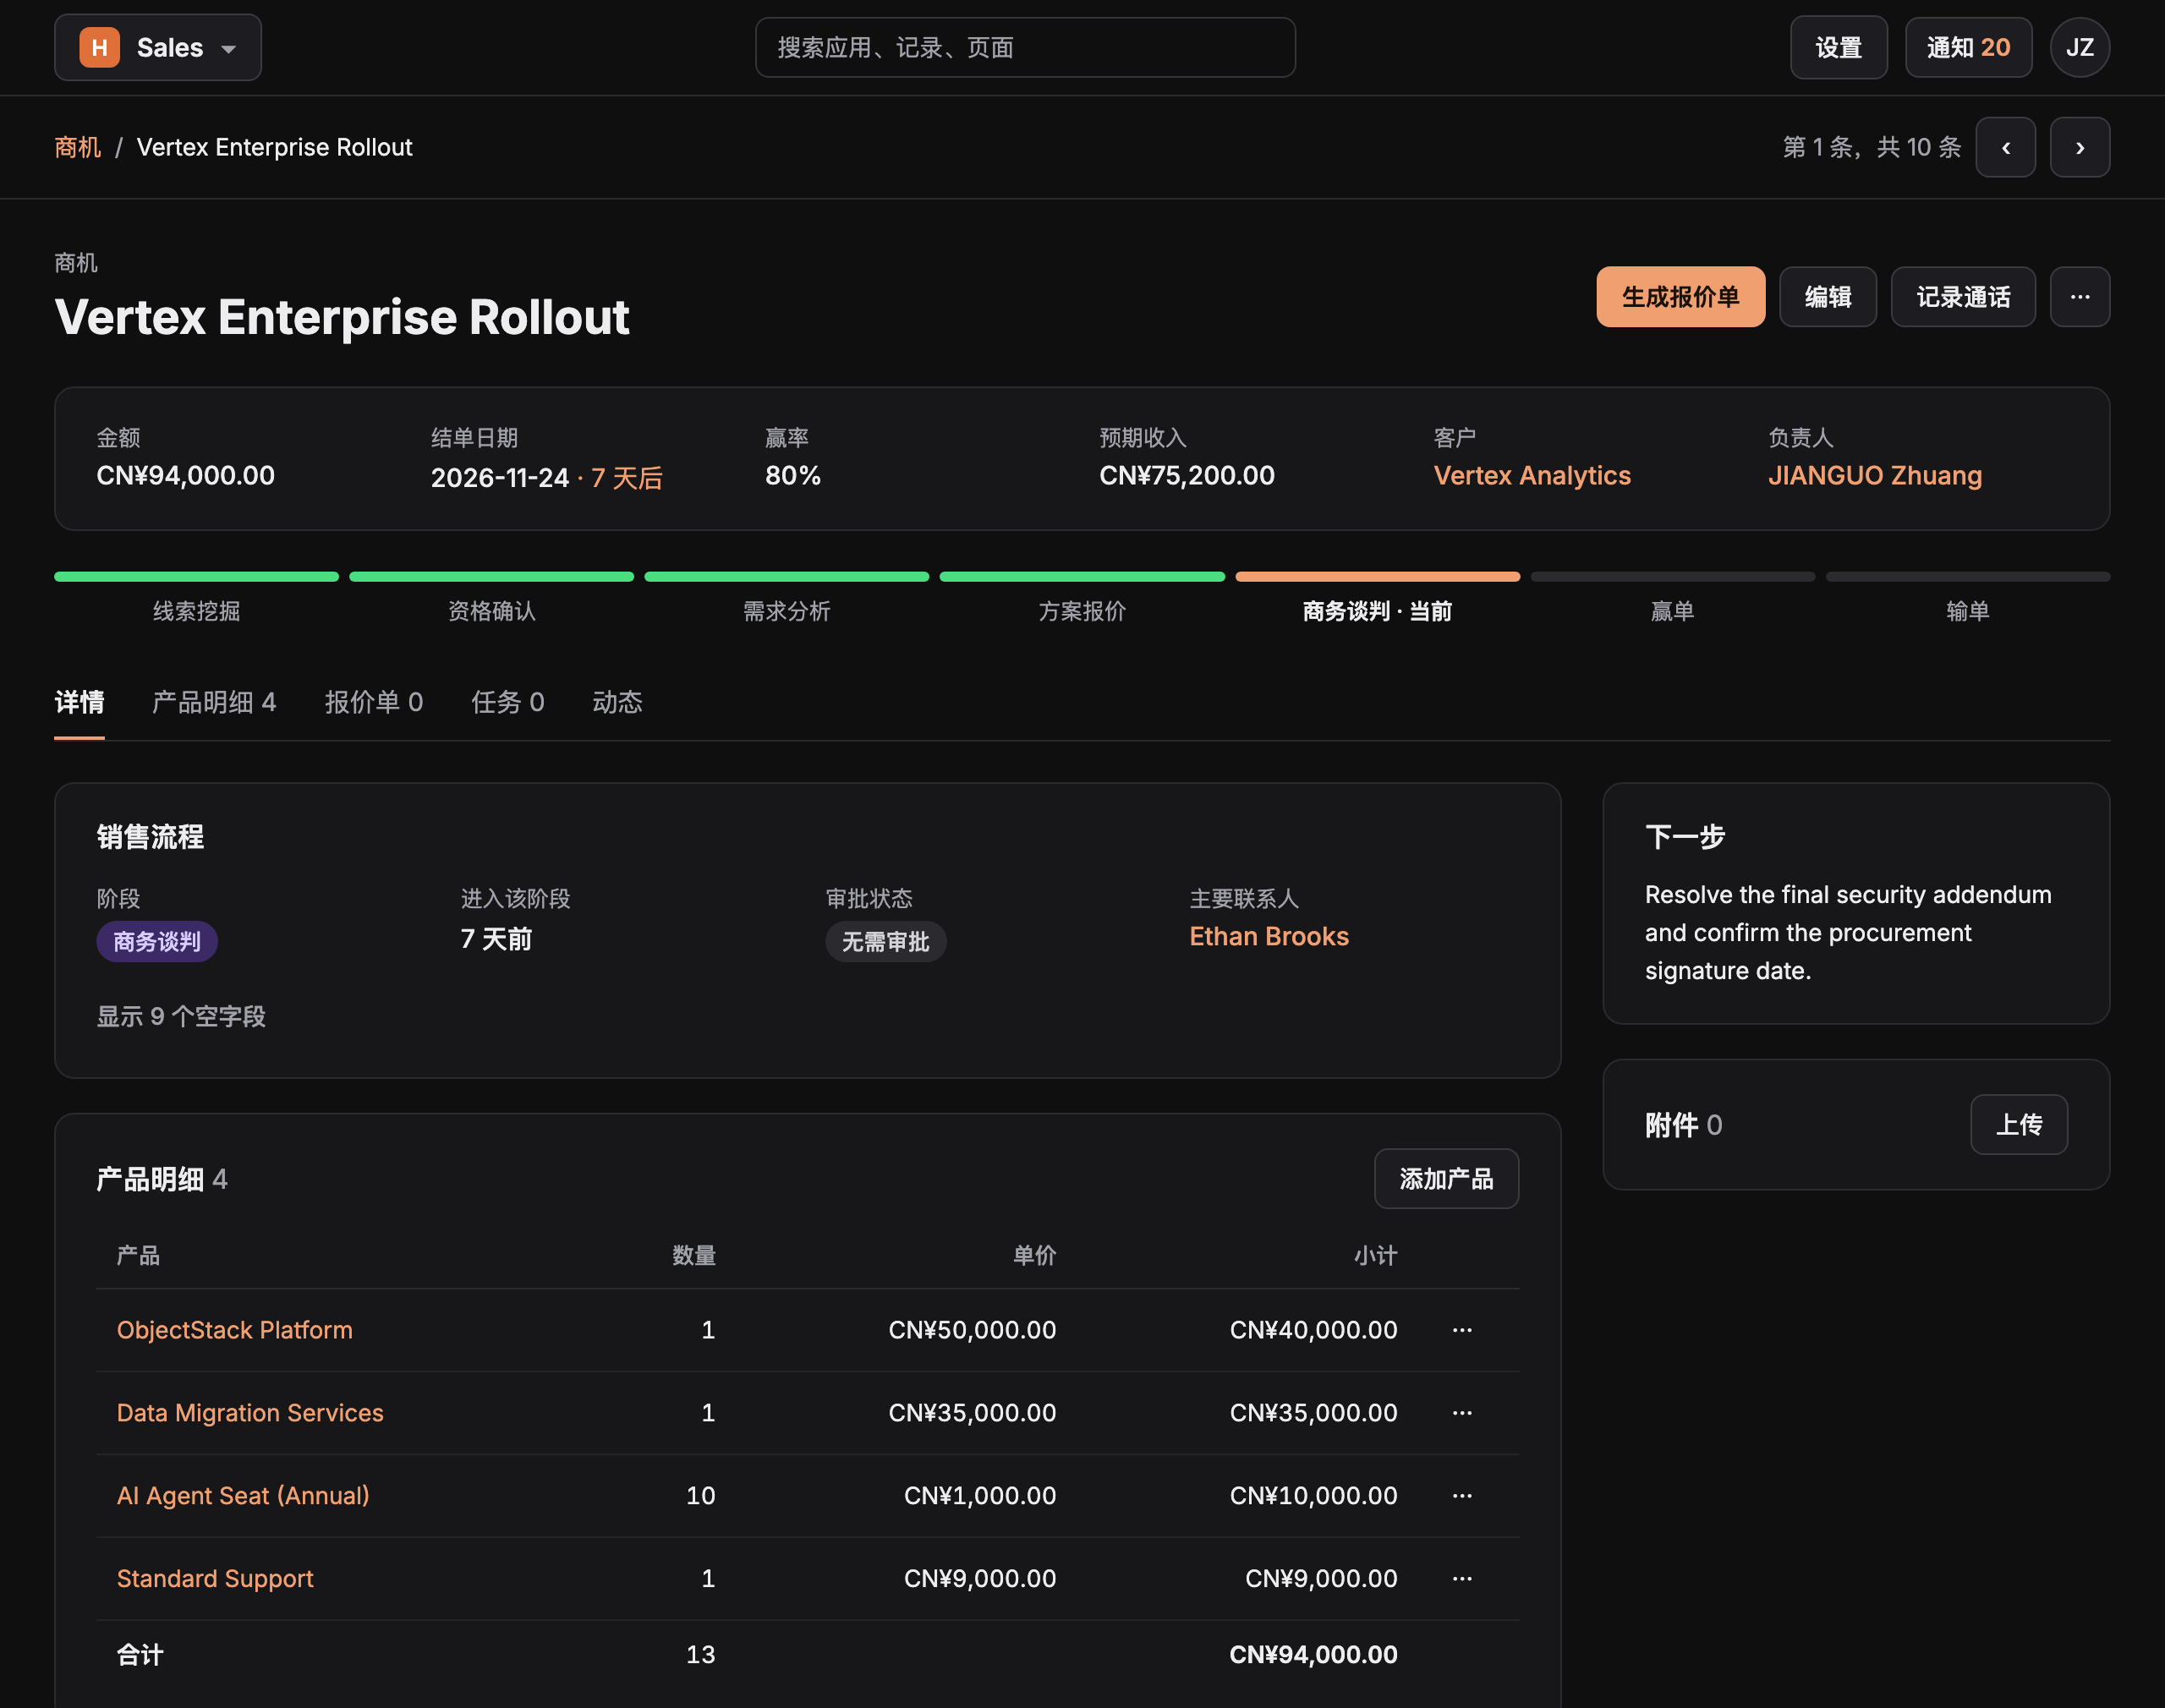 H Sales
搜索应用、记录、页面
设置
通知 20
JZ
商机 / Vertex Enterprise Rollout
第 1 条，共 10 条
‹
›
商机
Vertex Enterprise Rollout
生成报价单
编辑
记录通话
···
金额
CN¥94,000.00
结单日期
2026-11-24 · 7 天后
赢率
80%
预期收入
CN¥75,200.00
客户
Vertex Analytics
负责人
JIANGUO Zhuang
线索挖掘
资格确认
需求分析
方案报价
商务谈判 · 当前
赢单
输单
详情
产品明细 4
报价单 0
任务 0
动态
销售流程
阶段
商务谈判
进入该阶段
7 天前
审批状态
无需审批
主要联系人
Ethan Brooks
显示 9 个空字段
下一步
Resolve the final security addendum
and confirm the procurement
signature date.
附件 0
上传
产品明细 4
添加产品
产品 数量 单价 小计
ObjectStack Platform 1 CN¥50,000.00 CN¥40,000.00 ···
Data Migration Services 1 CN¥35,000.00 CN¥35,000.00 ···
AI Agent Seat (Annual) 10 CN¥1,000.00 CN¥10,000.00 ···
Standard Support 1 CN¥9,000.00 CN¥9,000.00 ···
合计 13 CN¥94,000.00